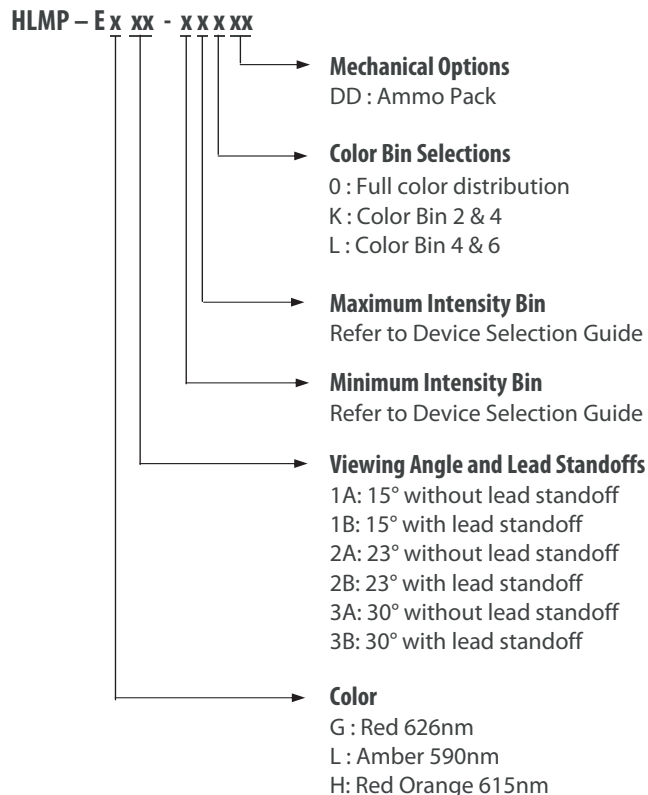 HLMP – E x xx - x x x xx
Mechanical Options
DD : Ammo Pack
Color Bin Selections
0 : Full color distribution
K : Color Bin 2 & 4
L : Color Bin 4 & 6
Maximum Intensity Bin
Refer to Device Selection Guide
Minimum Intensity Bin
Refer to Device Selection Guide
Viewing Angle and Lead Standoffs
1A: 15° without lead standoff
1B: 15° with lead standoff
2A: 23° without lead standoff
2B: 23° with lead standoff
3A: 30° without lead standoff
3B: 30° with lead standoff
Color
G : Red 626nm
L : Amber 590nm
H: Red Orange 615nm